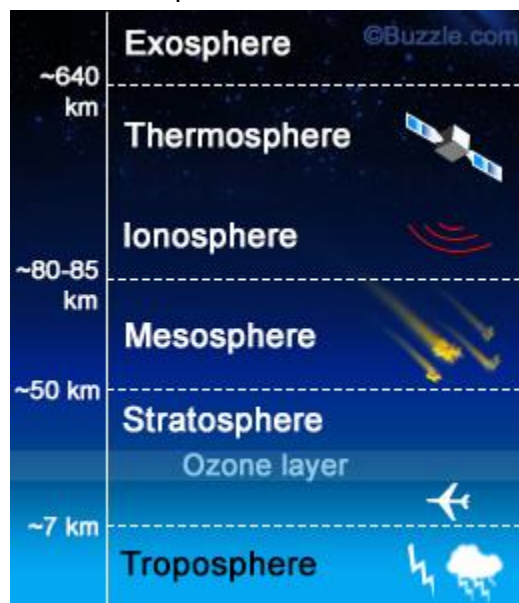 Exosphere
©Buzzle.com
~640
km
Thermosphere
Ionosphere
~80-85
km
Mesosphere
~50 km
Stratosphere
Ozone layer
~7 km
Troposphere